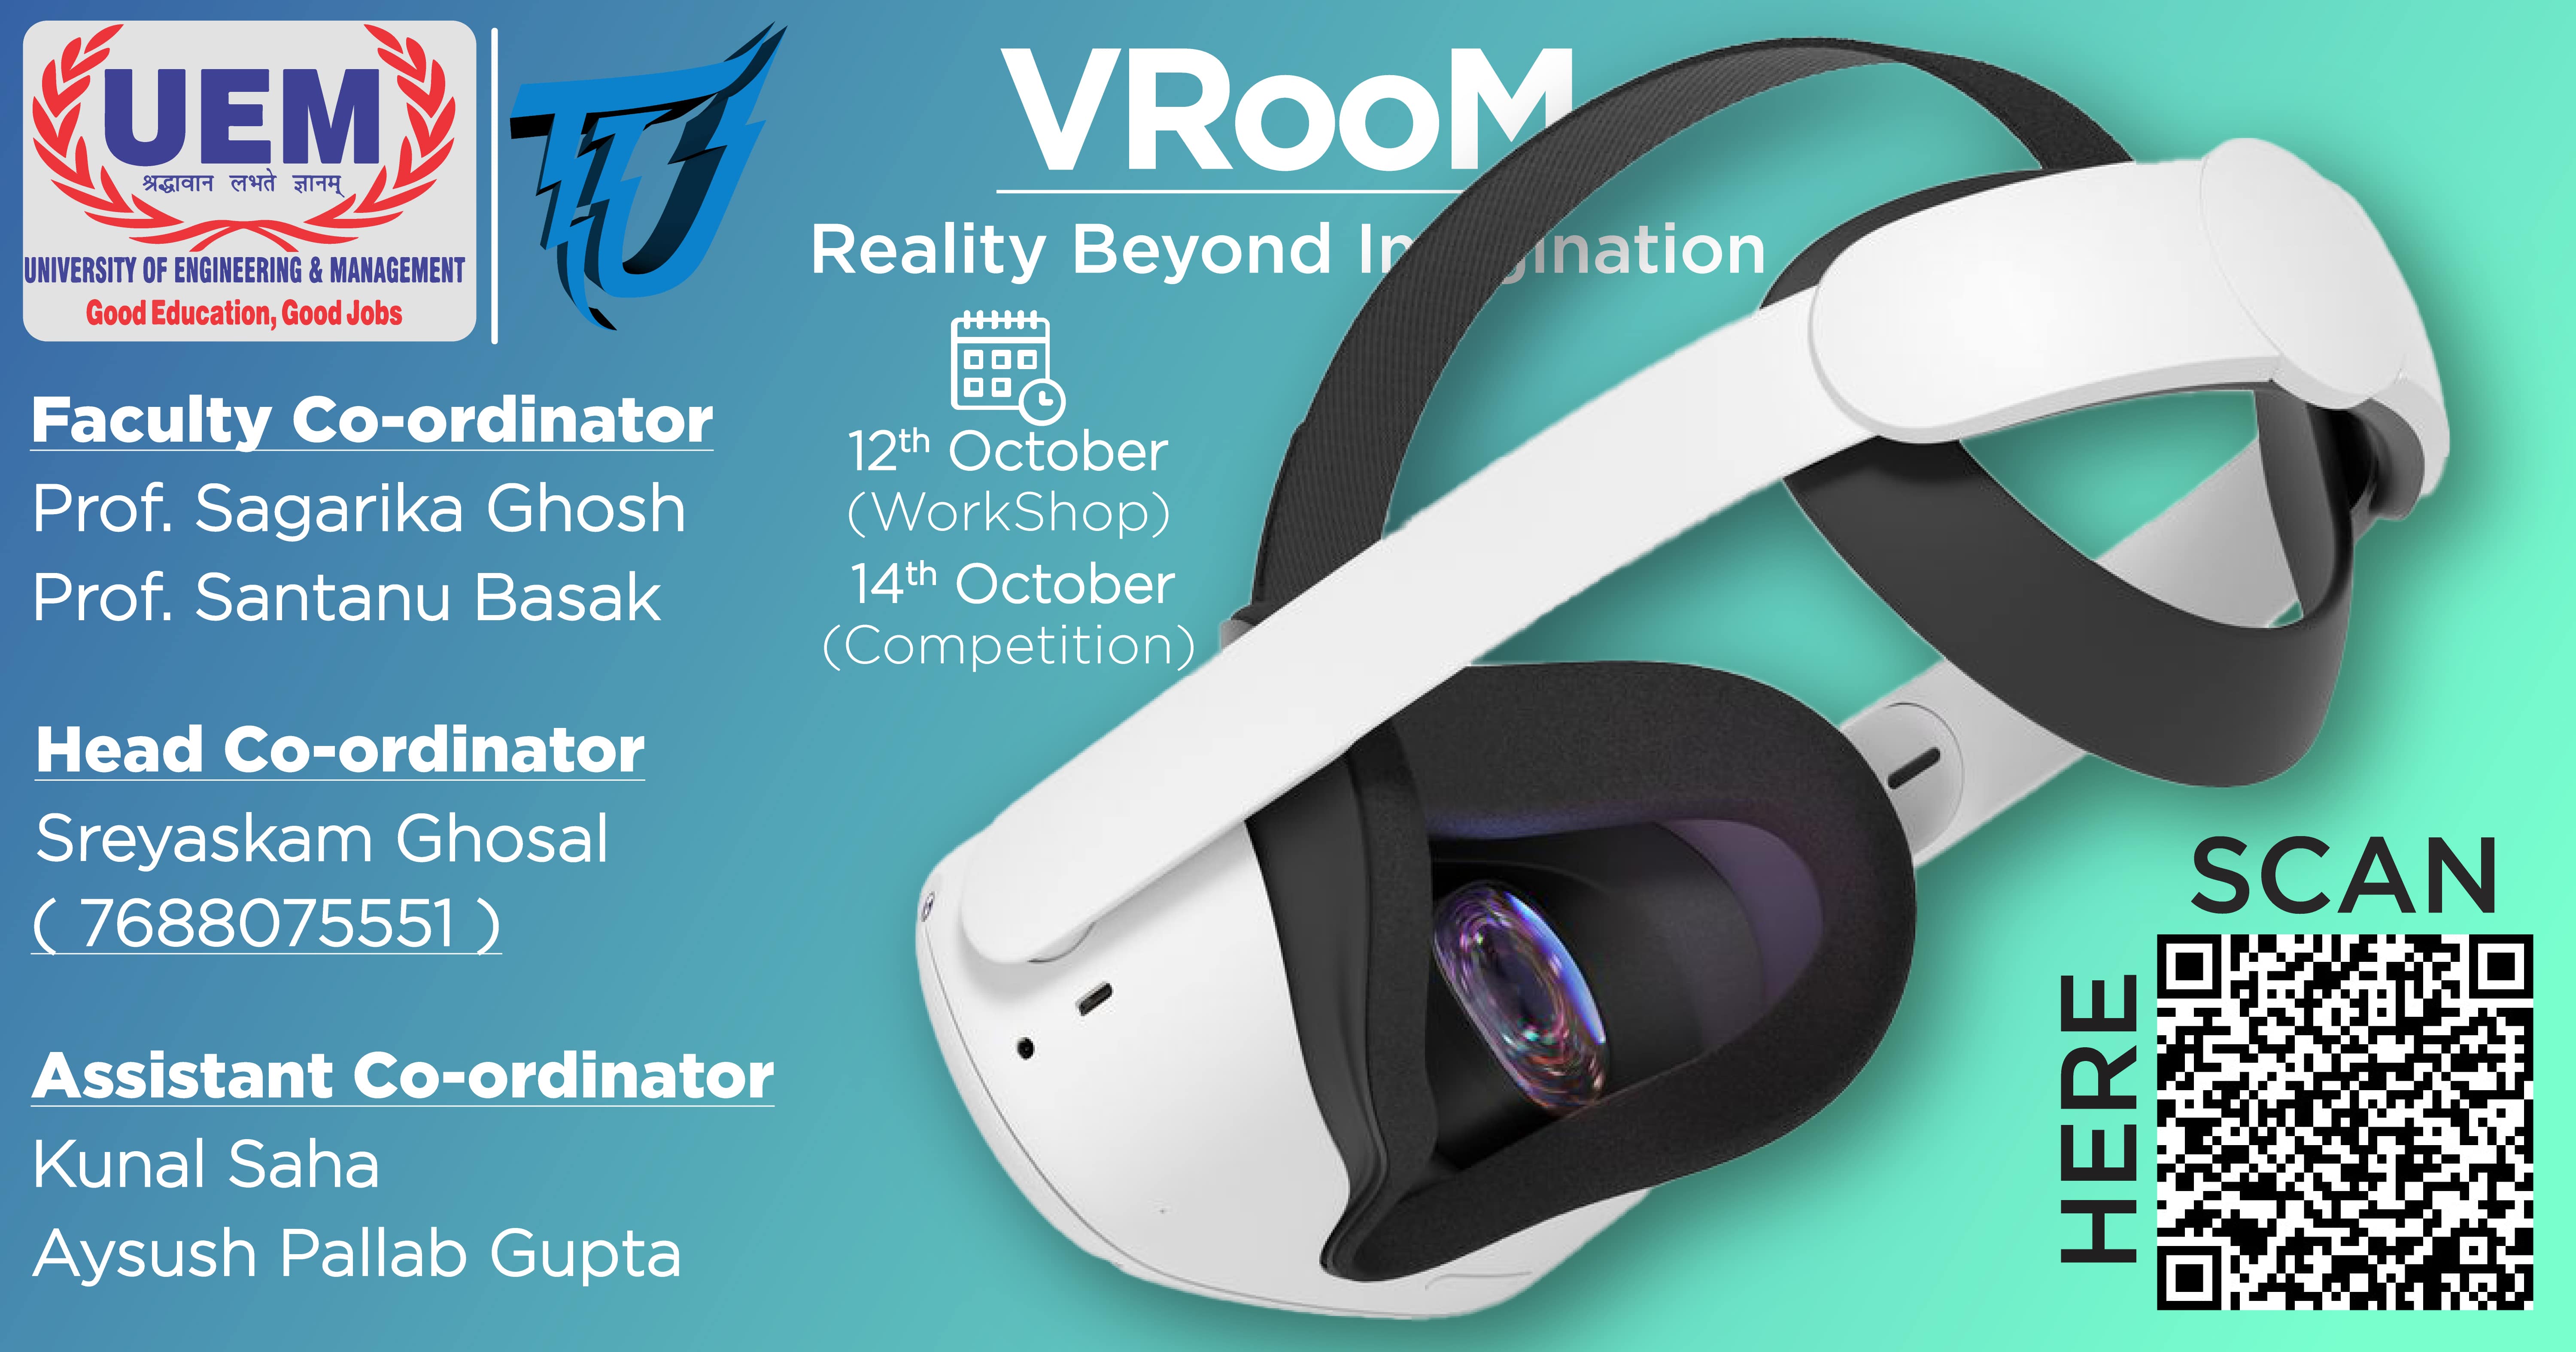 UEM
श्रद्धावान लभते ज्ञानम्
UNIVERSITY OF ENGINEERING & MANAGEMENT
Good Education, Good Jobs
TU
VRooM
Reality Beyond
12th October
(WorkShop)
14th October
(Competition)
Faculty Co-ordinator
Prof. Sagarika Ghosh
Prof. Santanu Basak
Head Co-ordinator
Sreyaskam Ghosal
( 7688075551 )
Assistant Co-ordinator
Kunal Saha
Aysush Pallab Gupta
SCAN
HERE